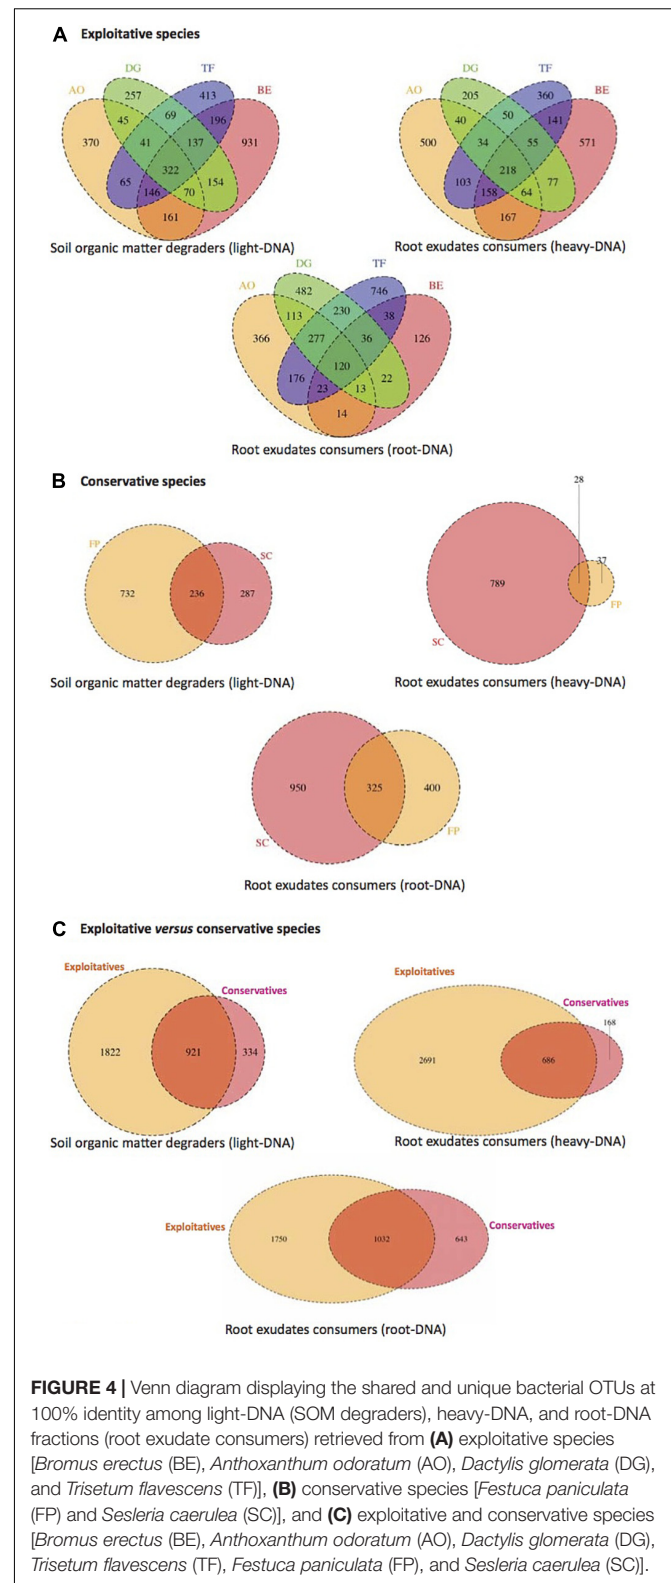 A Exploitative species
DG TF
AO BE
257 413
45 69 196
370 41 137 931
322
65 146 70 154
161
Soil organic matter degraders (light-DNA)
DG TF
AO BE
205 360
40 50 141
500 34 55 571
218
103 158 64 77
167
Root exudates consumers (heavy-DNA)
DG TF
AO BE
482 746
113 230 38
366 277 36 126
120
176 23 13 22
14
Root exudates consumers (root-DNA)
B Conservative species
FP
SC
732 236 287
Soil organic matter degraders (light-DNA)
28
37
789
FP
SC
Root exudates consumers (heavy-DNA)
950 325 400
SC FP
Root exudates consumers (root-DNA)
C Exploitative versus conservative species
Exploitatives
Conservatives
1822 921 334
Soil organic matter degraders (light-DNA)
Exploitatives
Conservatives
168
2691 686
Root exudates consumers (heavy-DNA)
Exploitatives Conservatives
1750 1032 643
Root exudates consumers (root-DNA)
FIGURE 4 | Venn diagram displaying the shared and unique bacterial OTUs at
100% identity among light-DNA (SOM degraders), heavy-DNA, and root-DNA
fractions (root exudate consumers) retrieved from (A) exploitative species
[Bromus erectus (BE), Anthoxanthum odoratum (AO), Dactylis glomerata (DG),
and Trisetum flavescens (TF)], (B) conservative species [Festuca paniculata
(FP) and Sesleria caerulea (SC)], and (C) exploitative and conservative species
[Bromus erectus (BE), Anthoxanthum odoratum (AO), Dactylis glomerata (DG),
Trisetum flavescens (TF), Festuca paniculata (FP), and Sesleria caerulea (SC)].